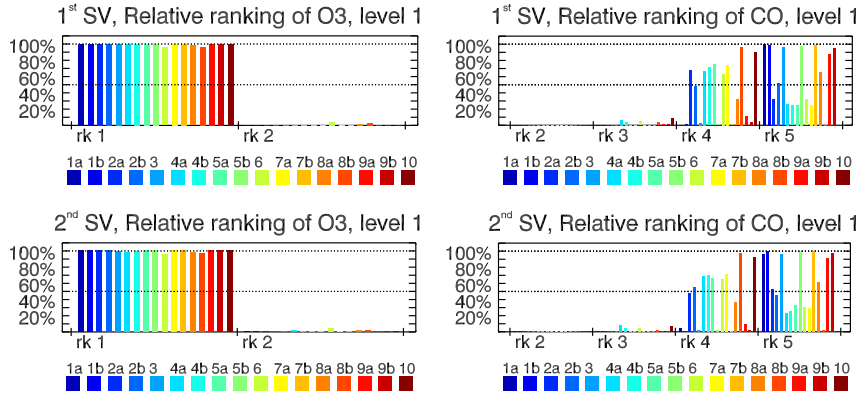 1st SV, Relative ranking of O3, level 1
100%
80%
60%
40%
20%
rk 1 rk 2
1a 1b 2a 2b 3 4a 4b 5a 5b 6 7a 7b 8a 8b 9a 9b 10
1st SV, Relative ranking of CO, level 1
100%
80%
60%
40%
20%
rk 2 rk 3 rk 4 rk 5
1a 1b 2a 2b 3 4a 4b 5a 5b 6 7a 7b 8a 8b 9a 9b 10
2nd SV, Relative ranking of O3, level 1
100%
80%
60%
40%
20%
rk 1 rk 2
1a 1b 2a 2b 3 4a 4b 5a 5b 6 7a 7b 8a 8b 9a 9b 10
2nd SV, Relative ranking of CO, level 1
100%
80%
60%
40%
20%
rk 2 rk 3 rk 4 rk 5
1a 1b 2a 2b 3 4a 4b 5a 5b 6 7a 7b 8a 8b 9a 9b 10